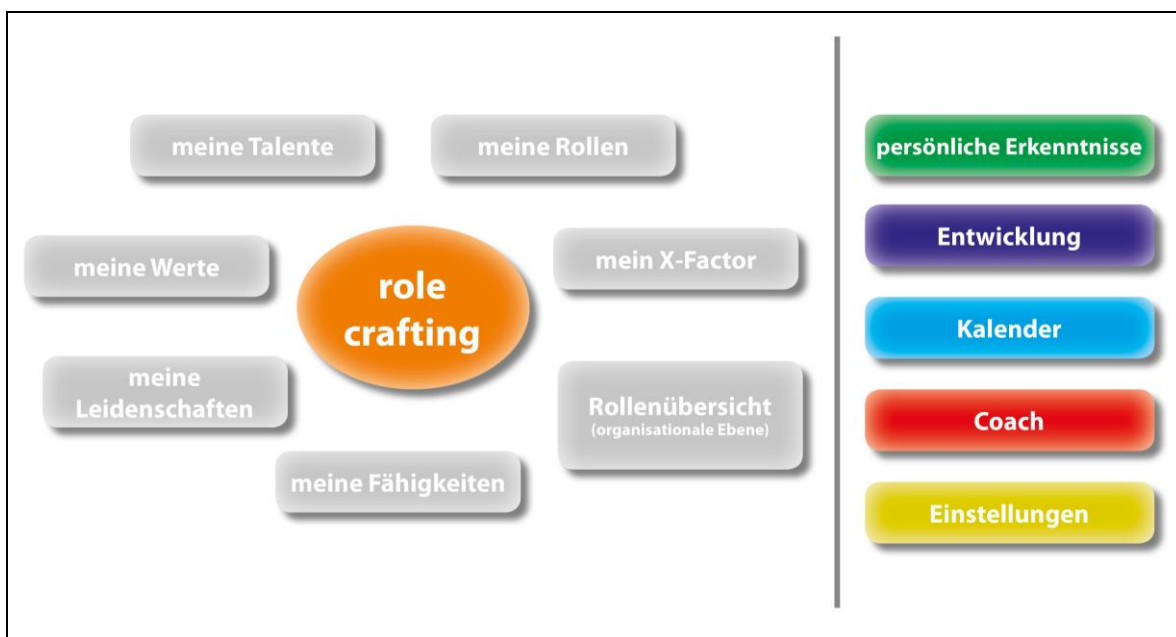 meine Talente
meine Rollen
meine Werte
role
crafting
mein X-Factor
meine
Leidenschaften
Rollenübersicht
(organisationale Ebene)
meine Fähigkeiten
persönliche Erkenntnisse
Entwicklung
Kalender
Coach
Einstellungen